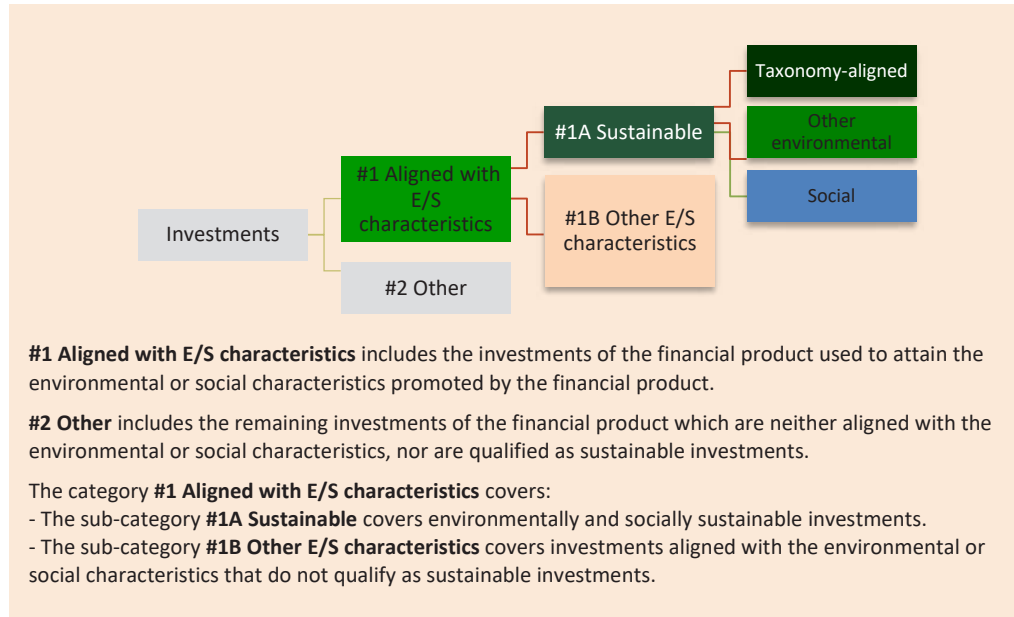 Taxonomy-aligned
#1A Sustainable
Other
environmental
#1 Aligned with
E/S
characteristics
Social
#1B Other E/S
characteristics
Investments
#2 Other
#1 Aligned with E/S characteristics includes the investments of the financial product used to attain the
environmental or social characteristics promoted by the financial product.
#2 Other includes the remaining investments of the financial product which are neither aligned with the
environmental or social characteristics, nor are qualified as sustainable investments.
The category #1 Aligned with E/S characteristics covers:
- The sub-category #1A Sustainable covers environmentally and socially sustainable investments.
- The sub-category #1B Other E/S characteristics covers investments aligned with the environmental or
social characteristics that do not qualify as sustainable investments.